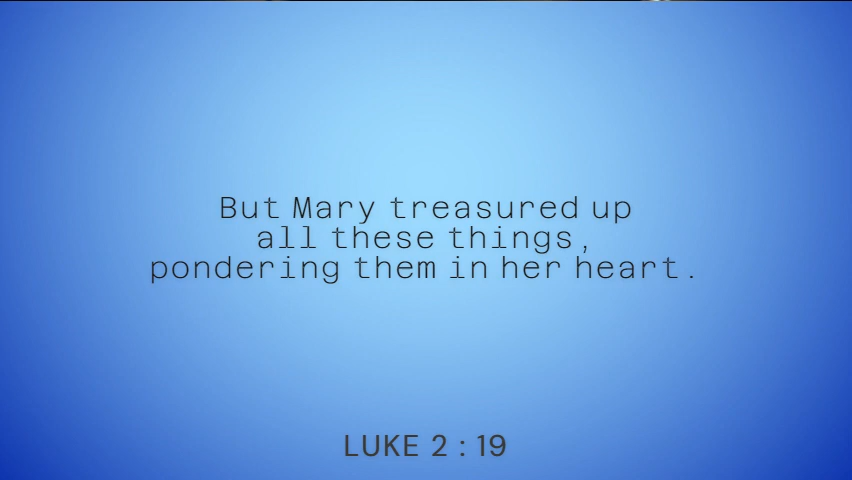 But Mary treasured up
all these things,
pondering them in her heart.
LUKE 2 : 19